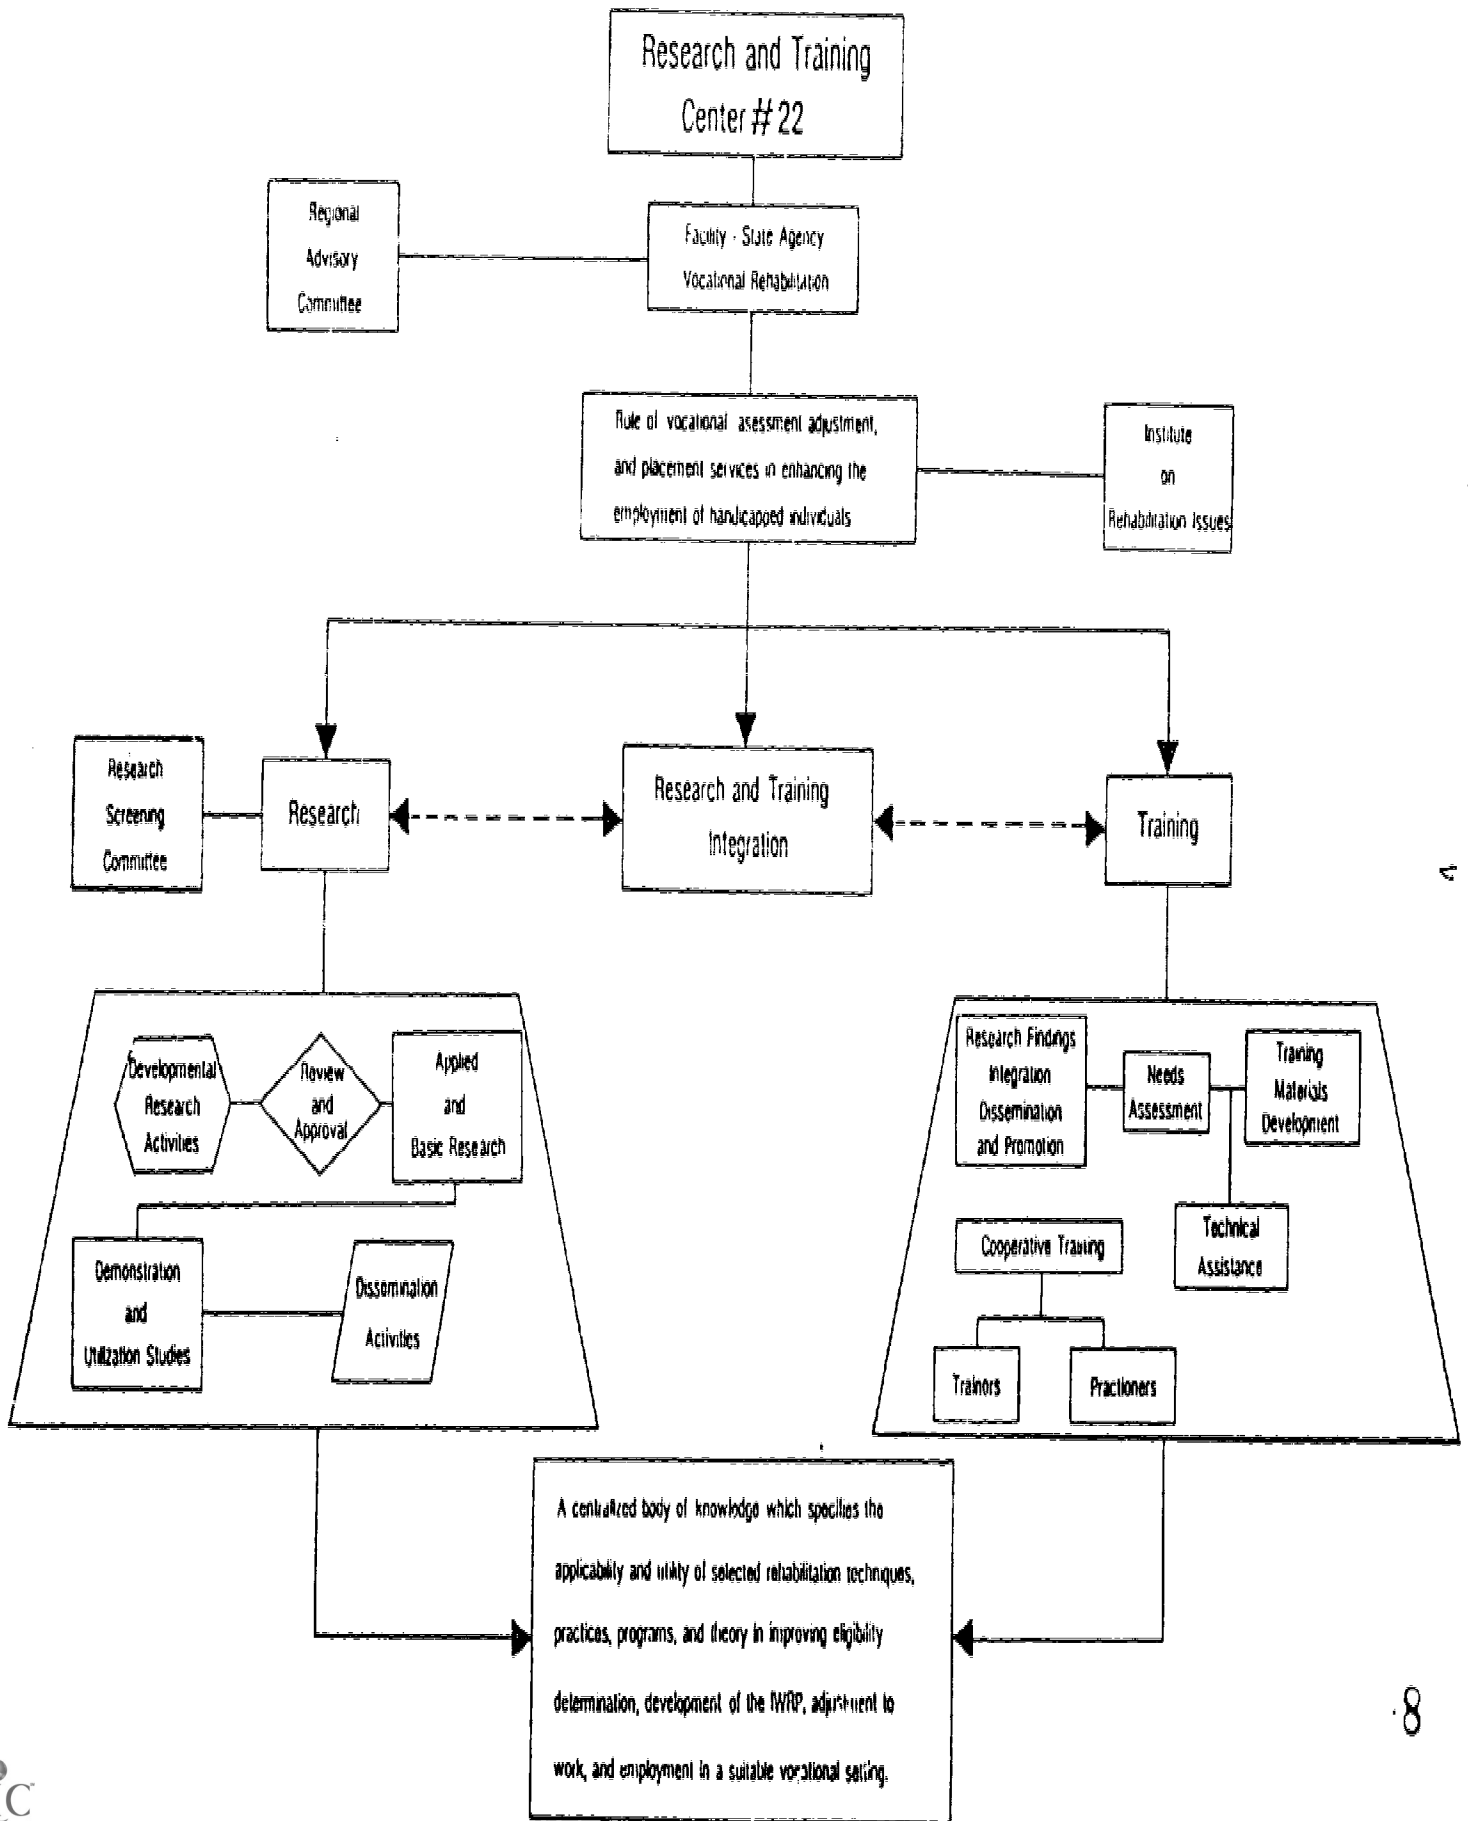 Research and Training
Center # 22
Regional
Advisory
Committee
Facility - State Agency
Vocational Rehabilitation
Role of vocational asessment adjustment,
and placement services in enhancing the
employment of handicapped individuals
Institute
on
Rehabilitation Issues
Research
Screening
Committee
Research
Research and Training
Integration
Training
Developmental
Research
Activities
Review
and
Approval
Applied
and
Basic Research
Demonstration
and
Utilization Studies
Dissemination
Activities
Research Findings
Integration
Dissemination
and Promotion
Needs
Assessment
Training
Materials
Development
Technical
Assistance
Cooperative Training
Trainors
Practioners
A centralized body of knowledge which specifies the
applicability and utility of selected rehabilitation techniques,
practices, programs, and theory in improving eligibility
determination, development of the IWRP, adjustment to
work, and employment in a suitable vocational setting.
8